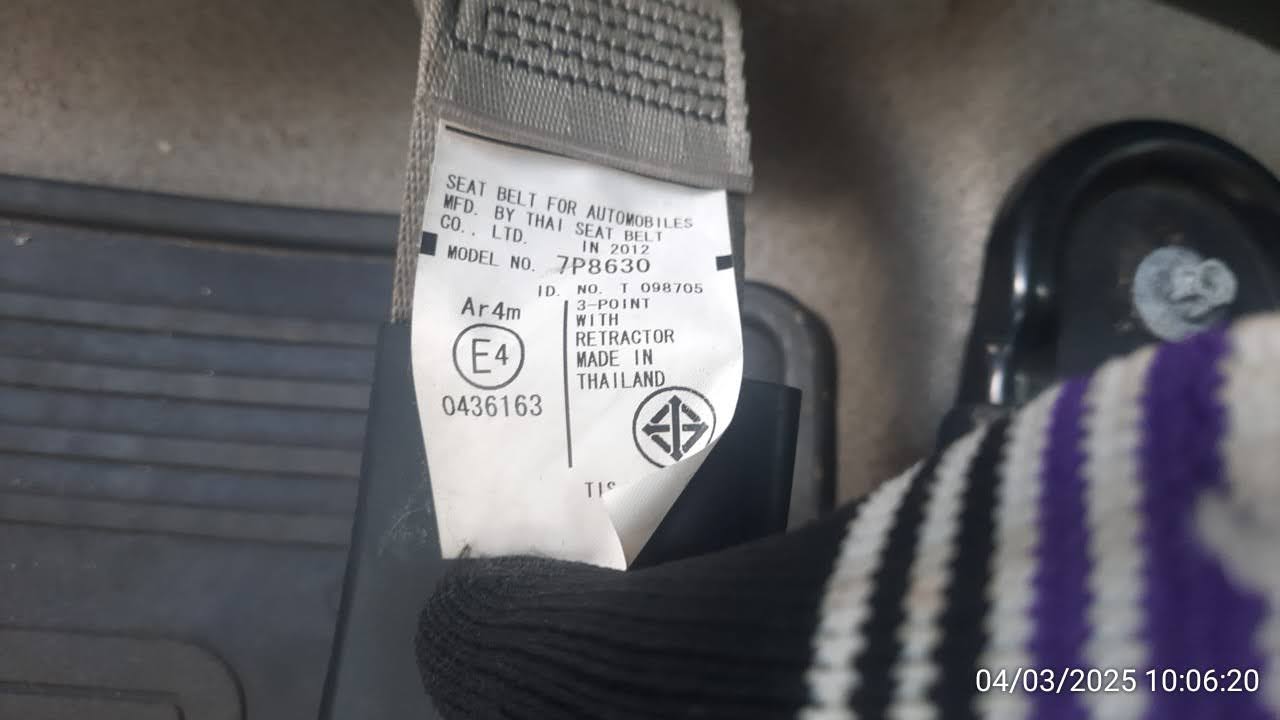 SEAT BELT FOR AUTOMOBILES
MFD. BY THAI SEAT BELT
CO., LTD. IN 2012
MODEL NO. 7P8630
ID. NO. T 098705
Ar4m
E4
0436163
3-POINT
WITH
RETRACTOR
MADE IN
THAILAND
04/03/2025 10:06:20